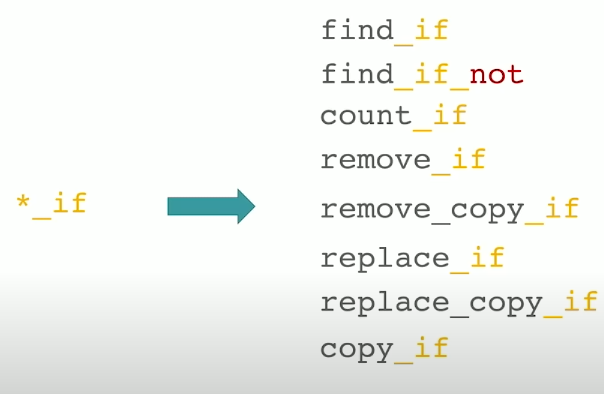 find_if
find_if_not
count_if
remove_if
*_if
remove_copy_if
replace_if
replace_copy_if
copy_if